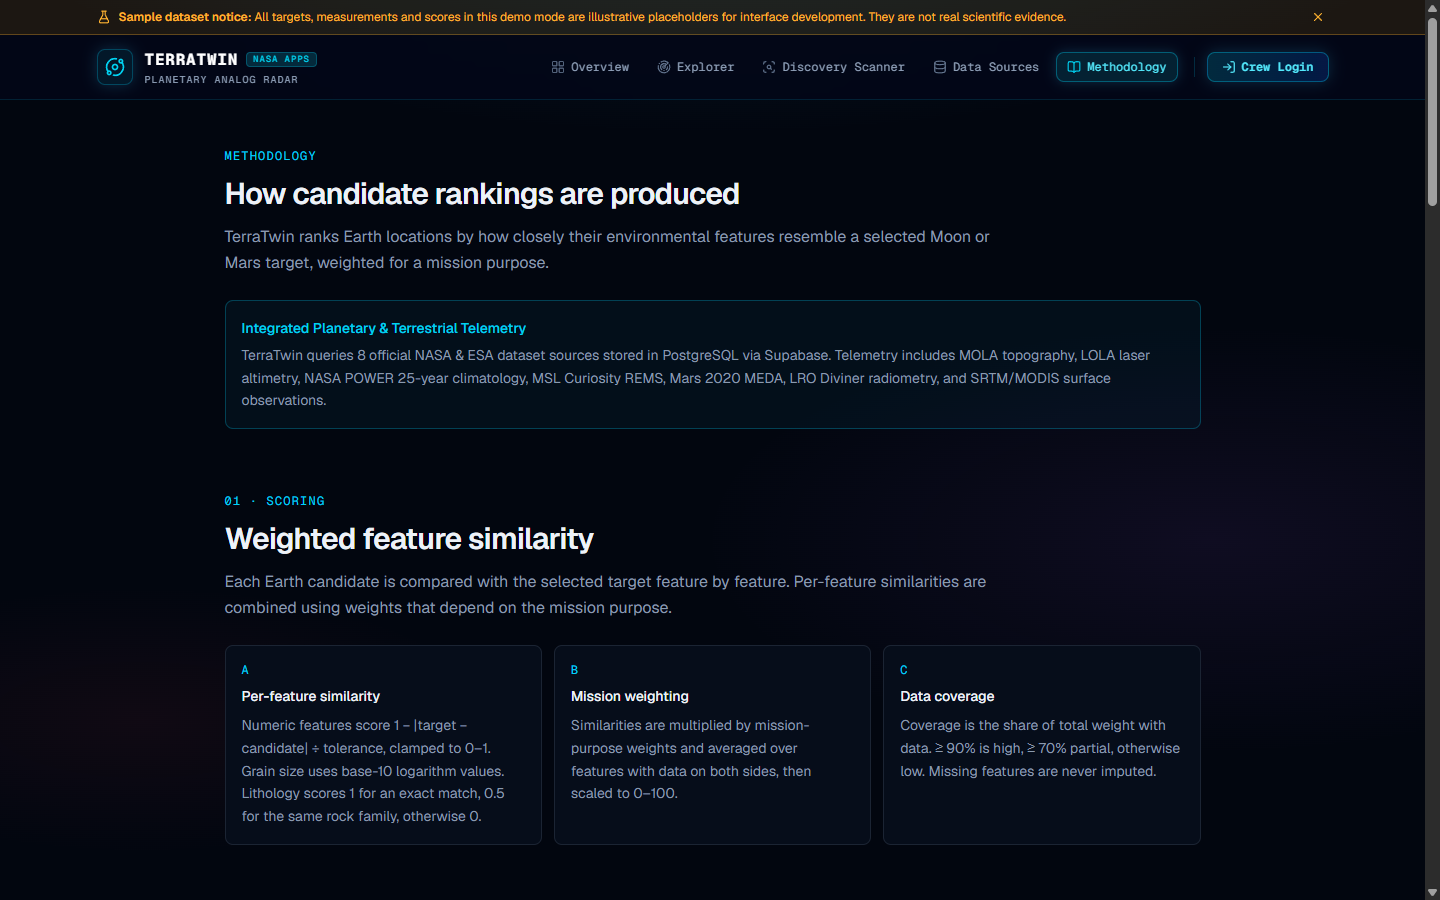 Sample dataset notice: All targets, measurements and scores in this demo mode are illustrative placeholders for interface development. They are not real scientific evidence.
TERRATWIN NASA APPS
PLANETARY ANALOG RADAR
Overview
Explorer
Discovery Scanner
Data Sources
Methodology
Crew Login
METHODOLOGY
How candidate rankings are produced
TerraTwin ranks Earth locations by how closely their environmental features resemble a selected Moon or
Mars target, weighted for a mission purpose.
Integrated Planetary & Terrestrial Telemetry
TerraTwin queries 8 official NASA & ESA dataset sources stored in PostgreSQL via Supabase. Telemetry includes MOLA topography, LOLA laser
altimetry, NASA POWER 25-year climatology, MSL Curiosity REMS, Mars 2020 MEDA, LRO Diviner radiometry, and SRTM/MODIS surface
observations.
01 · SCORING
Weighted feature similarity
Each Earth candidate is compared with the selected target feature by feature. Per-feature similarities are
combined using weights that depend on the mission purpose.
A
Per-feature similarity
Numeric features score 1 − |target −
candidate| ÷ tolerance, clamped to 0–1.
Grain size uses base-10 logarithm values.
Lithology scores 1 for an exact match, 0.5
for the same rock family, otherwise 0.
B
Mission weighting
Similarities are multiplied by mission-
purpose weights and averaged over
features with data on both sides, then
scaled to 0–100.
C
Data coverage
Coverage is the share of total weight with
data. ≥ 90% is high, ≥ 70% partial, otherwise
low. Missing features are never imputed.